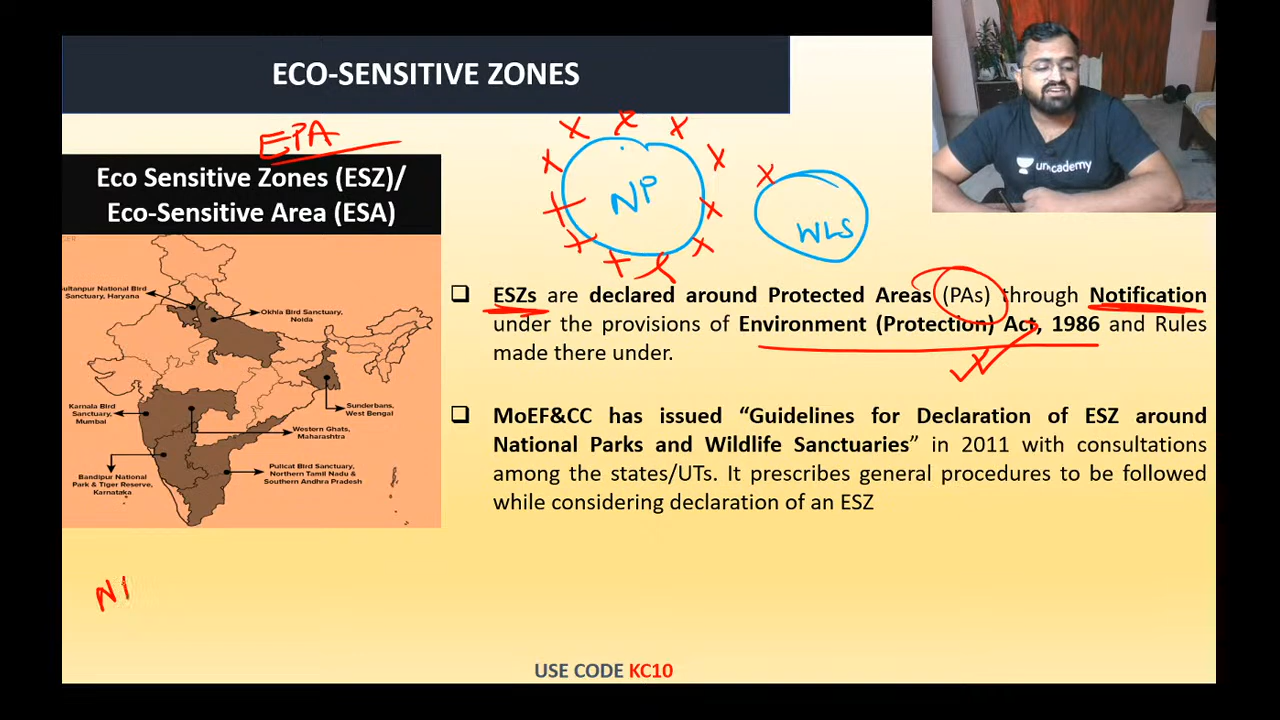 ECO-SENSITIVE ZONES
EPA
Eco Sensitive Zones (ESZ)/
Eco-Sensitive Area (ESA)
NP
WLS
unacademy
ultanpur National Bird
Sanctuary, Haryana
Okhla Bird Sanctuary,
Noida
Karnala Bird
Sanctuary,
Mumbai
Sunderbans,
West Bengal
Western Ghats,
Maharashtra
Bandipur National
Park & Tiger Reserve,
Karnataka
Pulicat Bird Sanctuary,
Northern Tamil Nadu &
Southern Andhra Pradesh
ESZs are declared around Protected Areas (PAs) through Notification
under the provisions of Environment (Protection) Act, 1986 and Rules
made there under.
MoEF&CC has issued “Guidelines for Declaration of ESZ around
National Parks and Wildlife Sanctuaries” in 2011 with consultations
among the states/UTs. It prescribes general procedures to be followed
while considering declaration of an ESZ
USE CODE KC10